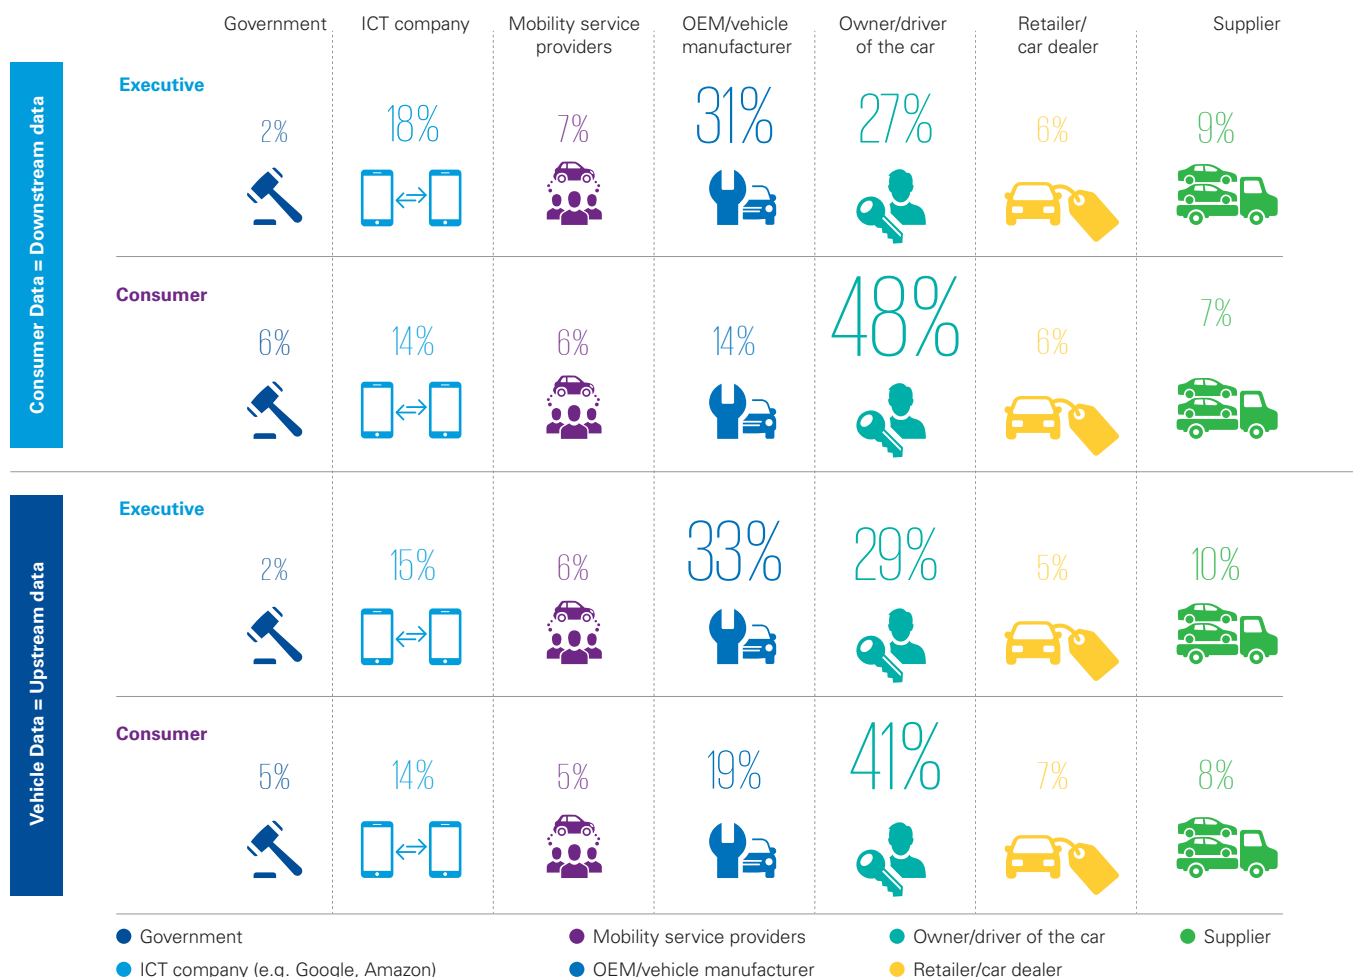 Government
ICT company
Mobility service
providers
OEM/vehicle
manufacturer
Owner/driver
of the car
Retailer/
car dealer
Supplier
Consumer Data = Downstream data
Executive
2%
18%
7%
31%
27%
6%
9%
Consumer
6%
14%
6%
14%
48%
6%
7%
Vehicle Data = Upstream data
Executive
2%
15%
6%
33%
29%
5%
10%
Consumer
5%
14%
5%
19%
41%
7%
8%
Government
Mobility service providers
Owner/driver of the car
Supplier
ICT company (e.g. Google, Amazon)
OEM/vehicle manufacturer
Retailer/car dealer